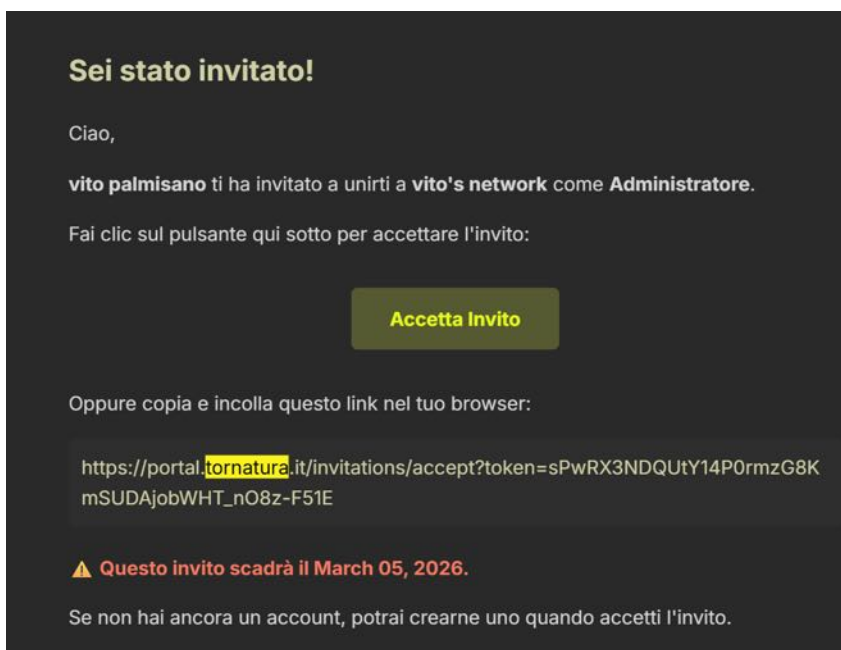 Sei stato invitato!
Ciao,
vito palmisano ti ha invitato a unirti a vito's network come Administratore.
Fai clic sul pulsante qui sotto per accettare l'invito:
Accetta Invito
Oppure copia e incolla questo link nel tuo browser:
https://portal.tornatura.it/invitations/accept?token=sPwRX3NDQUtY14P0rmzG8K
mSUDAjobWHT_nO8z-F51E
⚠ Questo invito scadrà il March 05, 2026.
Se non hai ancora un account, potrai crearne uno quando accetti l'invito.